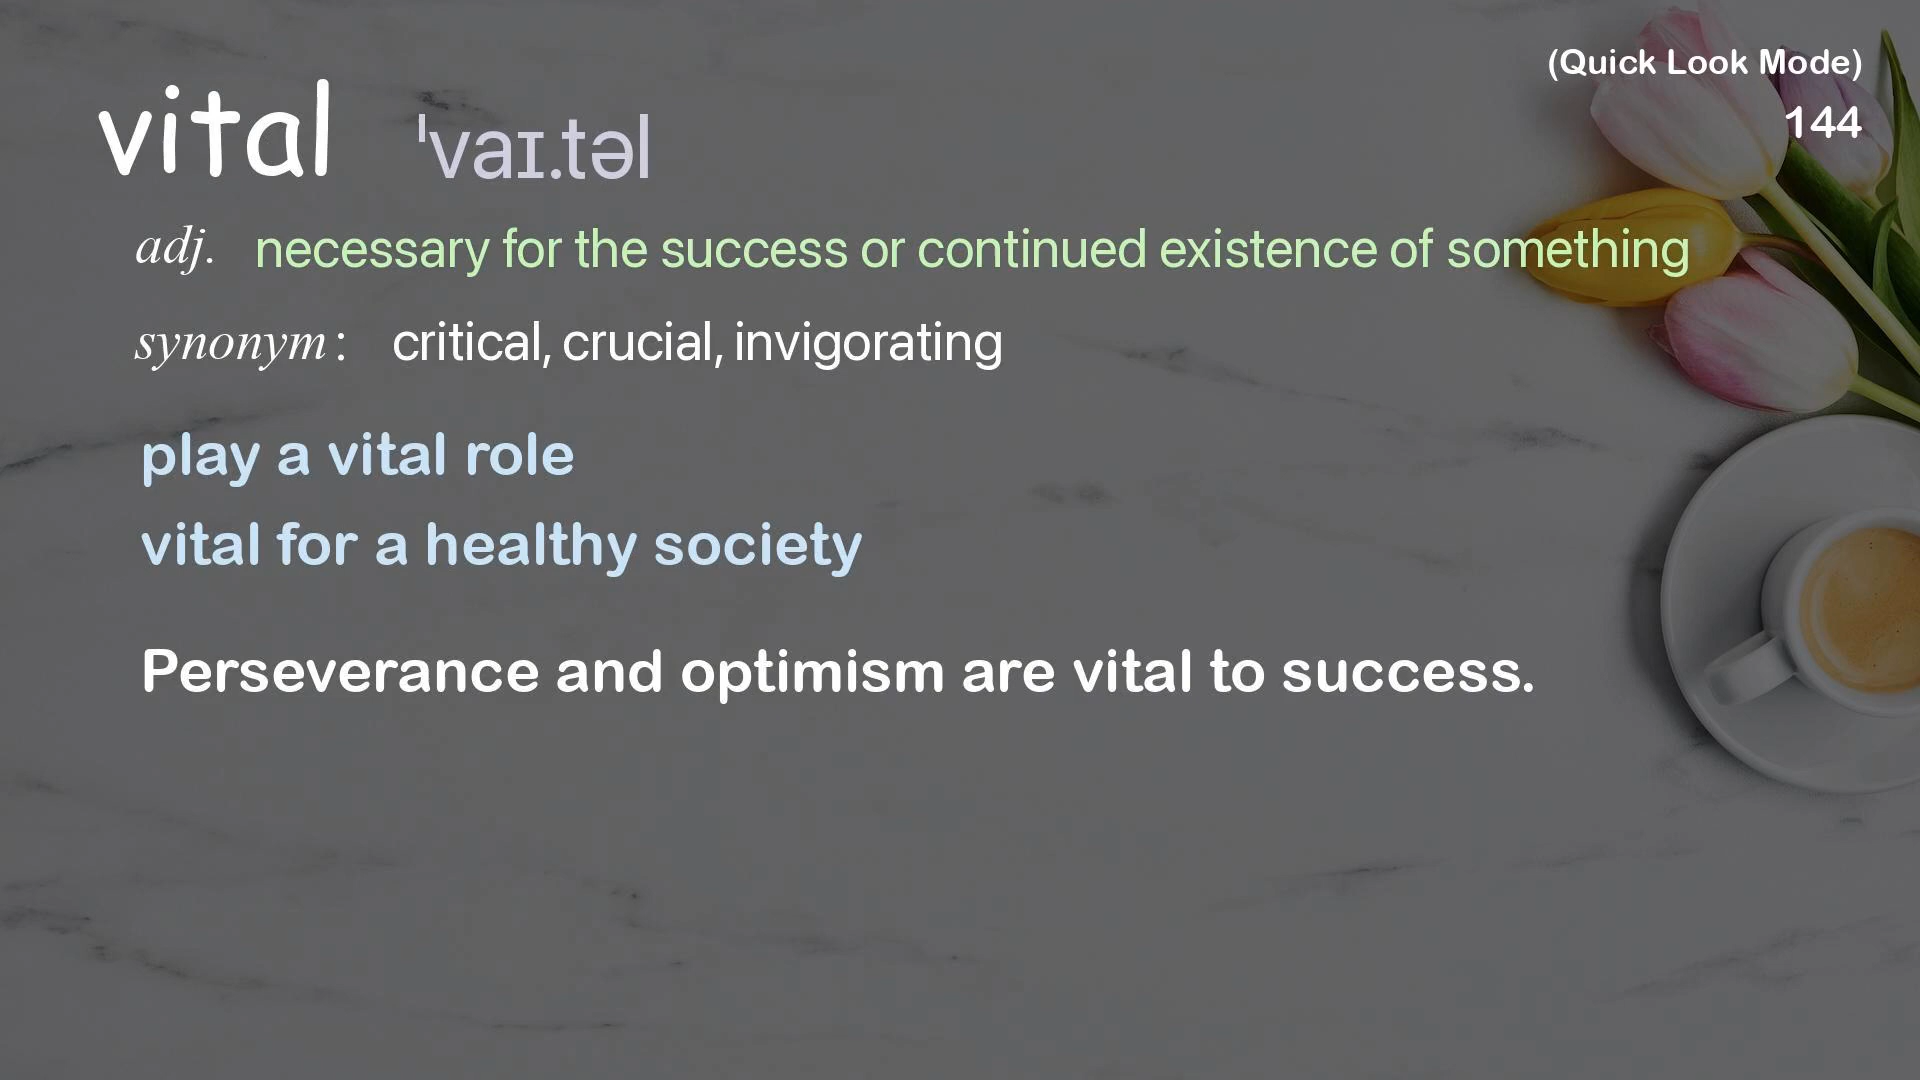 (Quick Look Mode)
144
vital ˈvaɪ.təl
adj. necessary for the success or continued existence of something
synonym : critical, crucial, invigorating
play a vital role
vital for a healthy society
Perseverance and optimism are vital to success.